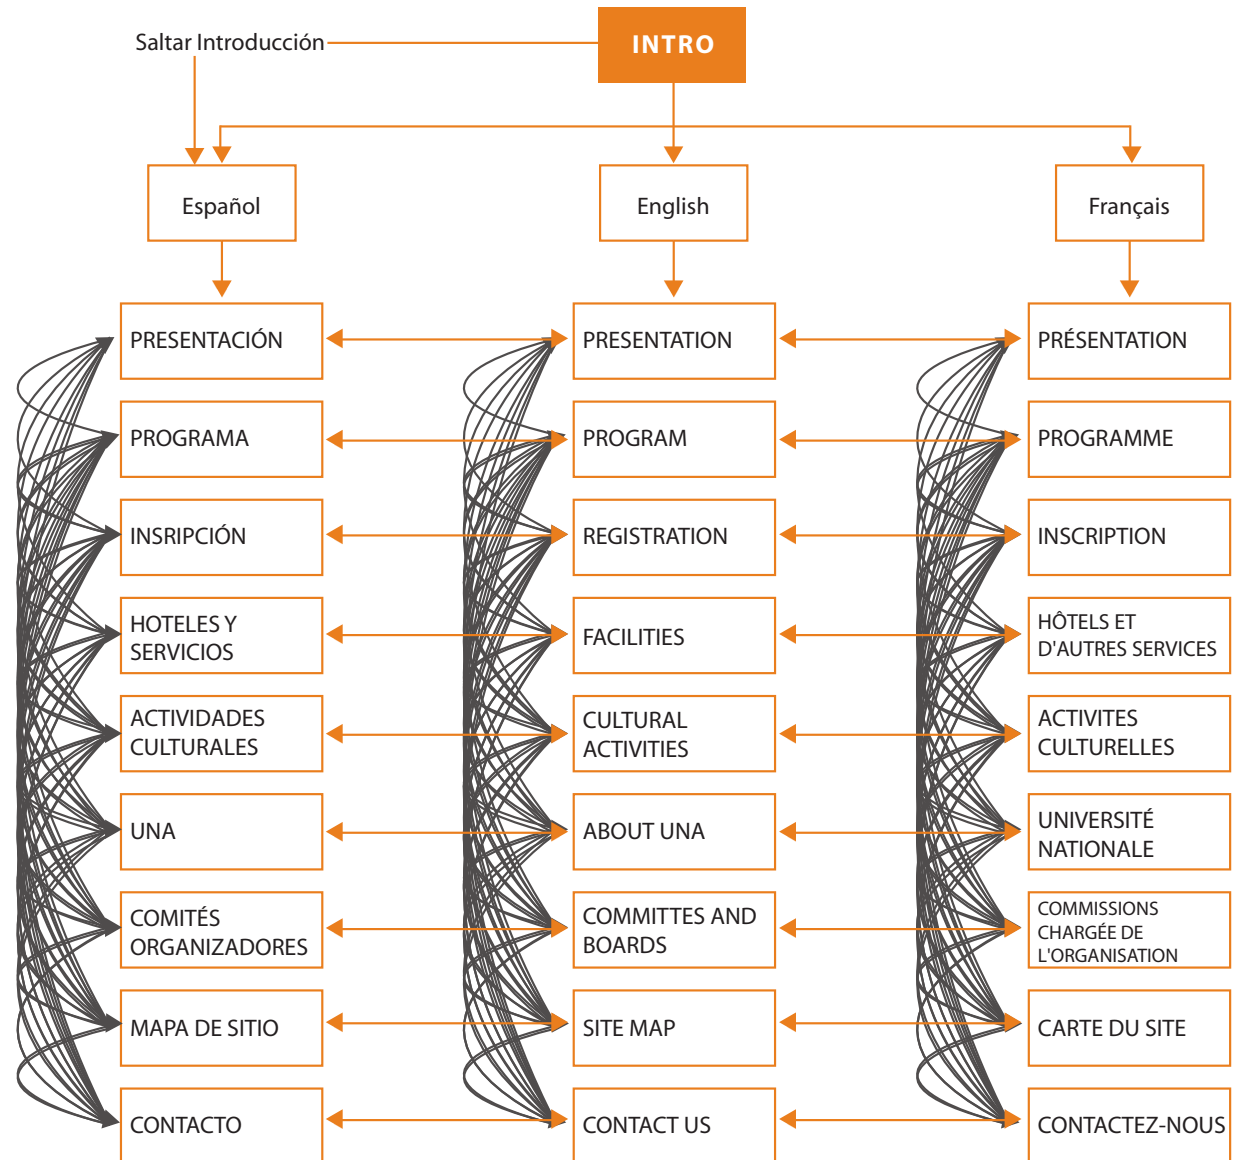 Saltar Introducción
INTRO
Español
English
Français
PRESENTACIÓN
PRESENTATION
PRÉSENTATION
PROGRAMA
PROGRAM
PROGRAMME
INSRIPCIÓN
REGISTRATION
INSCRIPTION
HOTELES Y
SERVICIOS
FACILITIES
HÔTELS ET
D'AUTRES SERVICES
ACTIVIDADES
CULTURALES
CULTURAL
ACTIVITIES
ACTIVITES
CULTURELLES
UNA
ABOUT UNA
UNIVERSITÉ
NATIONALE
COMITÉS
ORGANIZADORES
COMMITTES AND
BOARDS
COMMISSIONS
CHARGÉE DE
L'ORGANISATION
MAPA DE SITIO
SITE MAP
CARTE DU SITE
CONTACTO
CONTACT US
CONTACTEZ-NOUS